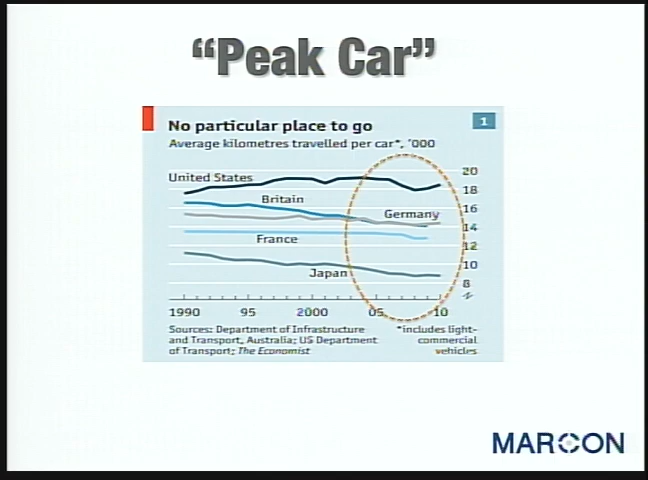 “Peak Car”
No particular place to go
1
Average kilometres travelled per car*, '000
United States
Britain
Germany
France
Japan
20
18
16
14
12
10
8
1990
95
2000
05
10
Sources: Department of Infrastructure
and Transport, Australia; US Department
of Transport; The Economist
*includes light-
commercial
vehicles
MARCON